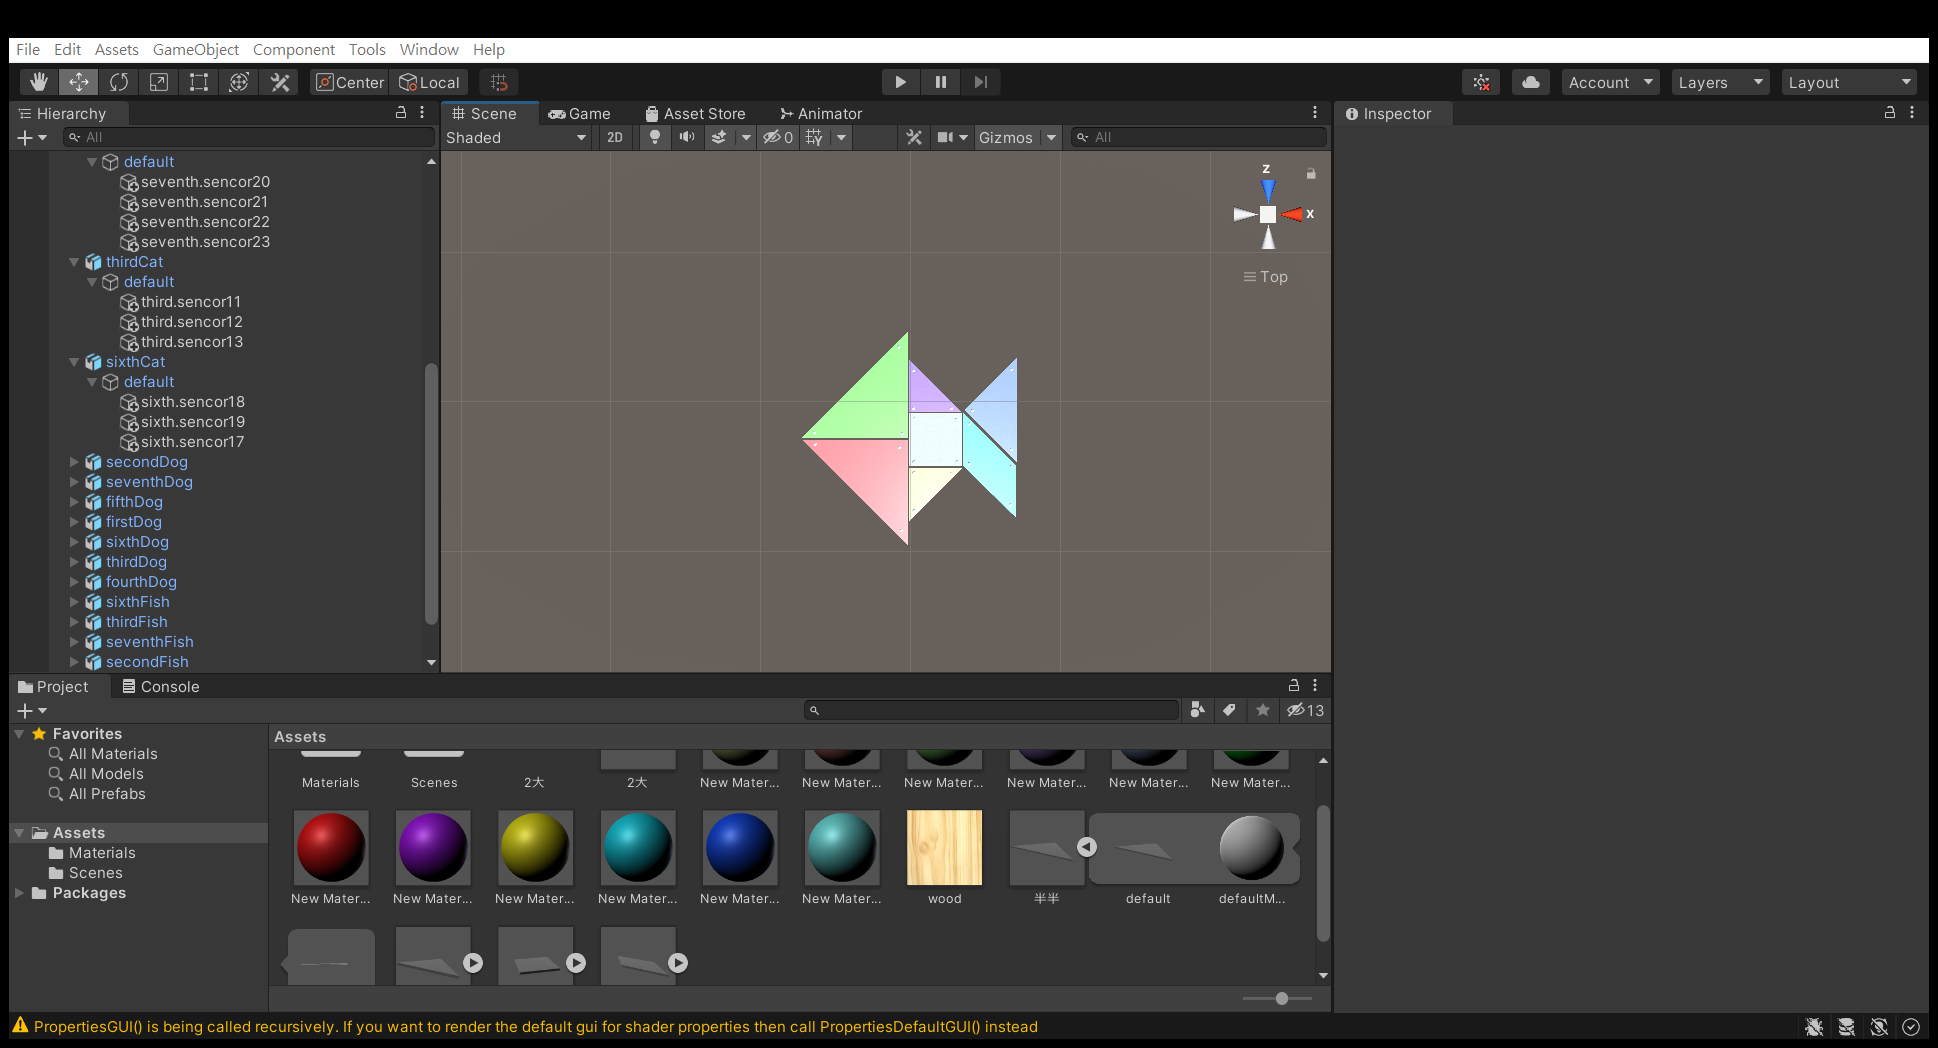 File Edit Assets GameObject Component Tools Window Help
Center Local Account Layers Layout
Hierarchy
All
default
seventh.sencor20
seventh.sencor21
seventh.sencor22
seventh.sencor23
thirdCat
default
third.sencor11
third.sencor12
third.sencor13
sixthCat
default
sixth.sencor18
sixth.sencor19
sixth.sencor17
secondDog
seventhDog
fifthDog
firstDog
sixthDog
thirdDog
fourthDog
sixthFish
thirdFish
seventhFish
secondFish
Scene Game Asset Store Animator
Shaded 2D 0 Gizmos All
z
x
Top
Inspector
Project Console
13
Favorites
All Materials
All Models
All Prefabs
Assets
Materials
Scenes
Packages
Assets
Materials Scenes 2大 2大 New Mater... New Mater... New Mater... New Mater... New Mater... New Mater...
New Mater... New Mater... New Mater... New Mater... New Mater... New Mater... wood 半半 default defaultM...
PropertiesGUI() is being called recursively. If you want to render the default gui for shader properties then call PropertiesDefaultGUI() instead